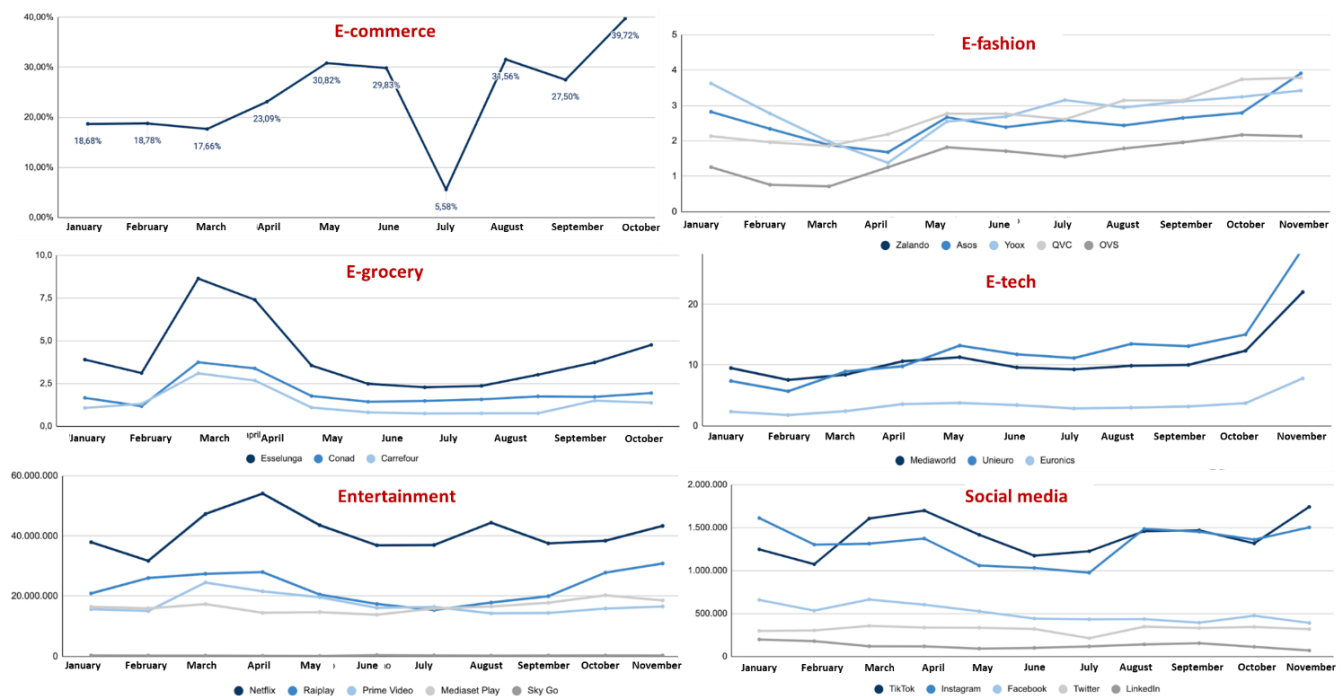 E-commerce
40,00%
30,00%
20,00%
10,00%
0,00%
18,68%
18,78%
17,66%
23,09%
30,82%
29,83%
5,58%
31,56%
27,50%
39,72%
January February March April May June July August September October
E-fashion
5
4
3
2
1
0
January February March April May June July August September October November
Zalando Asos Yoox QVC OVS
E-grocery
10,0
7,5
5,0
2,5
0,0
January February March April May June July August September October
Esselunga Conad Carrefour
E-tech
20
10
0
January February March April May June July August September October November
Mediaworld Unieuro Euronics
Entertainment
60.000.000
40.000.000
20.000.000
0
January February March April May June July August September October November
Netflix Raiplay Prime Video Mediaset Play Sky Go
Social media
2.000.000
1.500.000
1.000.000
500.000
0
January February March April May June July August September October November
TikTok Instagram Facebook Twitter LinkedIn